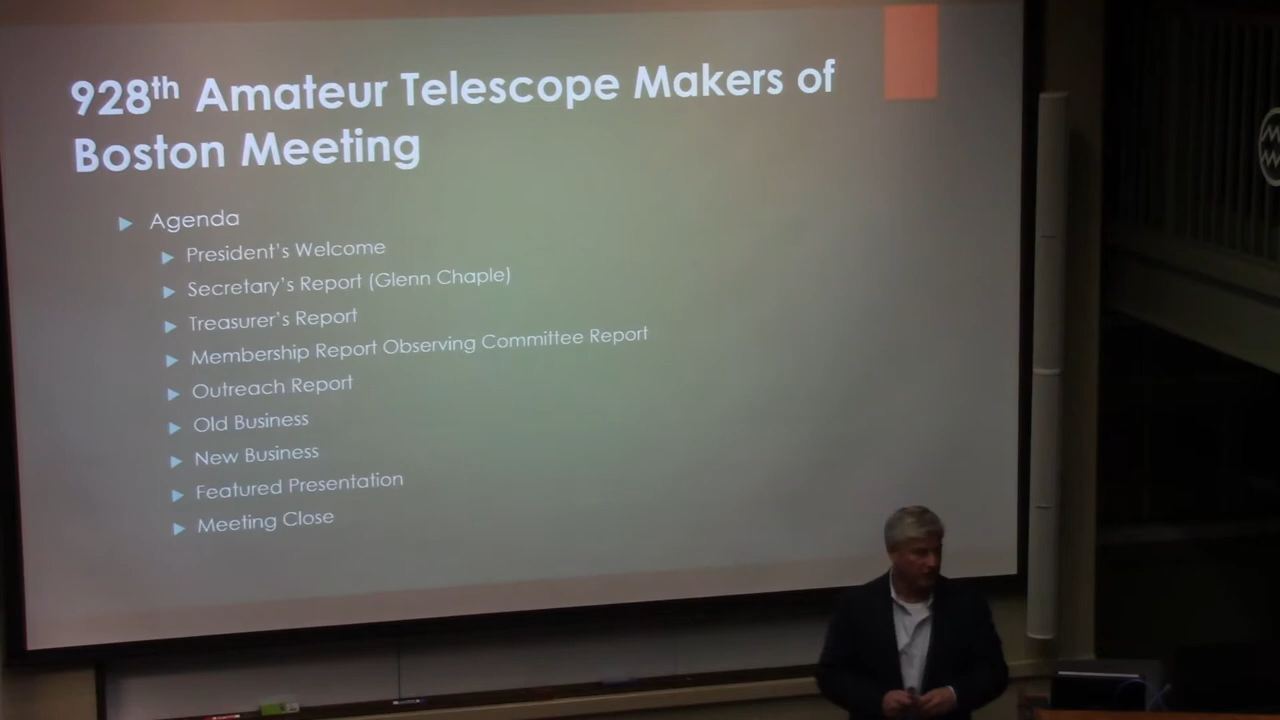 928th Amateur Telescope Makers of
Boston Meeting
Agenda
President's Welcome
Secretary's Report (Glenn Chaple)
Treasurer's Report
Membership Report Observing Committee Report
Outreach Report
Old Business
New Business
Featured Presentation
Meeting Close